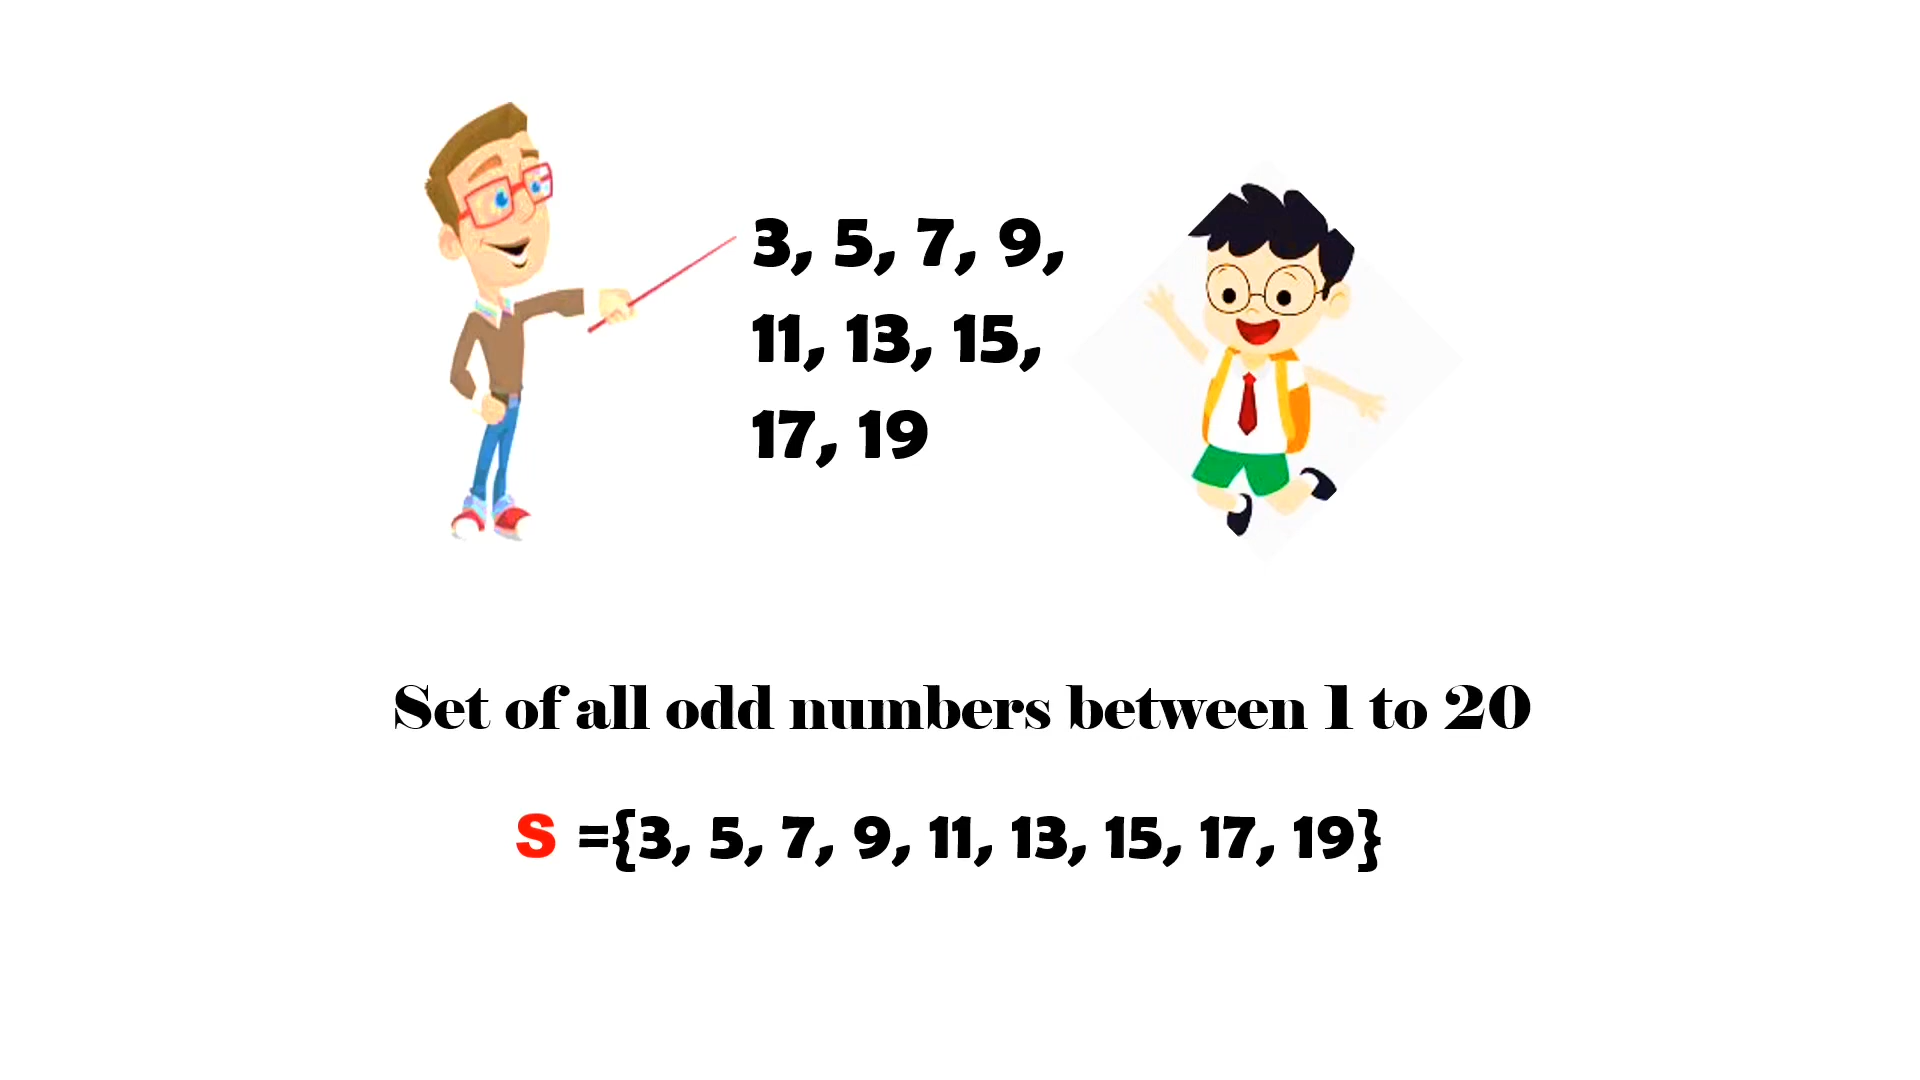 3, 5, 7, 9,
11, 13, 15,
17, 19
Set of all odd numbers between 1 to 20
S ={3, 5, 7, 9, 11, 13, 15, 17, 19}